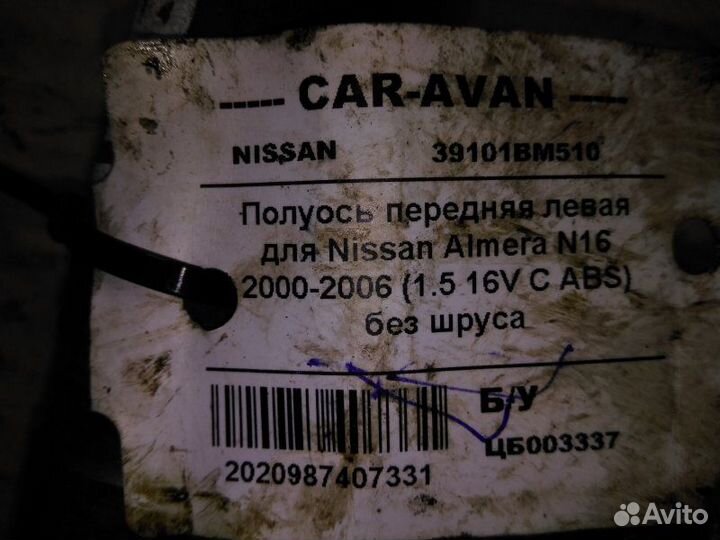 ----- CAR-AVAN -----
NISSAN 39101BM510
Полуось передняя левая
для Nissan Almera N16
2000-2006 (1.5 16V С ABS)
без шруса
Б/У
ЦБ003337
2020987407331
Avito